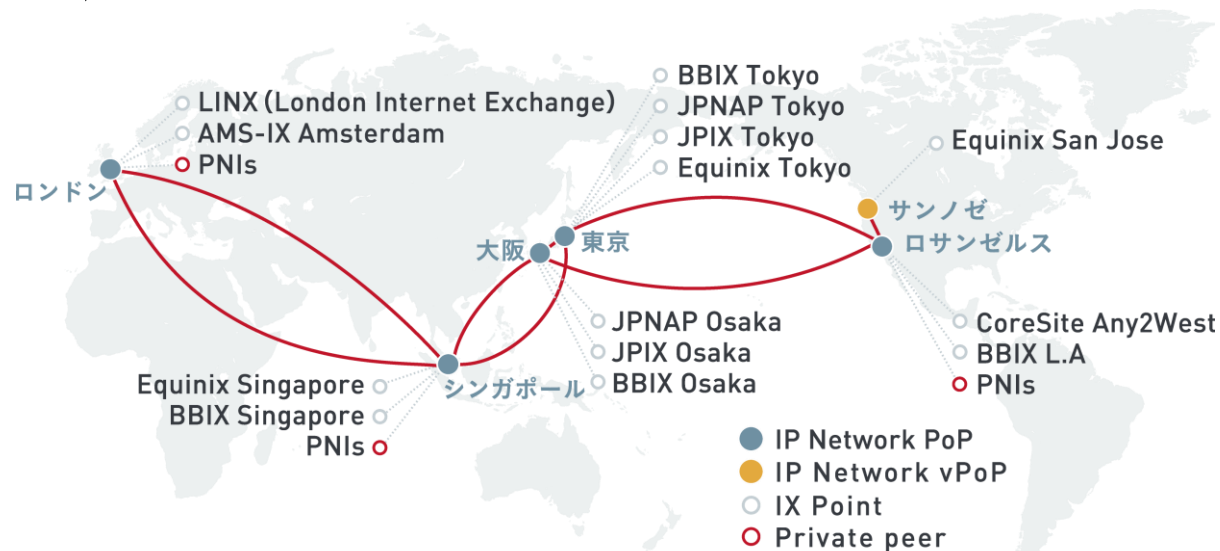 LINX (London Internet Exchange)
AMS-IX Amsterdam
PNIs
ロンドン
BBIX Tokyo
JPNAP Tokyo
JPIX Tokyo
Equinix Tokyo
Equinix San Jose
サンノゼ
ロサンゼルス
大阪
東京
JPNAP Osaka
JPIX Osaka
BBIX Osaka
CoreSite Any2West
BBIX L.A
PNIs
シンガポール
Equinix Singapore
BBIX Singapore
PNIs
IP Network PoP
IP Network vPoP
IX Point
Private peer